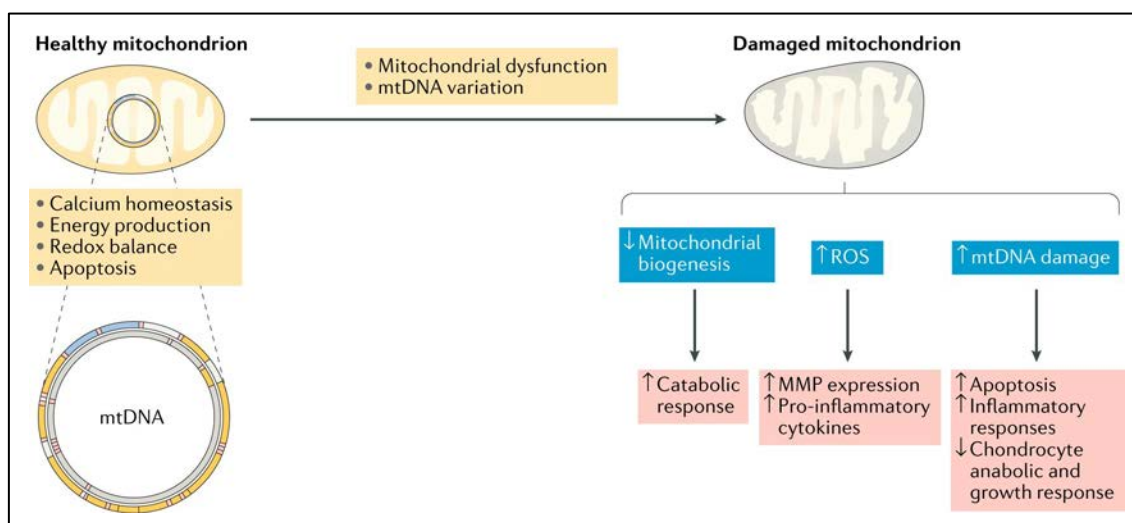 Healthy mitochondrion
• Mitochondrial dysfunction
• mtDNA variation
Damaged mitochondrion
• Calcium homeostasis
• Energy production
• Redox balance
• Apoptosis
mtDNA
↓ Mitochondrial
biogenesis
↑ ROS
↑ mtDNA damage
↑ Catabolic
response
↑ MMP expression
↑ Pro-inflammatory
cytokines
↑ Apoptosis
↑ Inflammatory
responses
↓ Chondrocyte
anabolic and
growth response